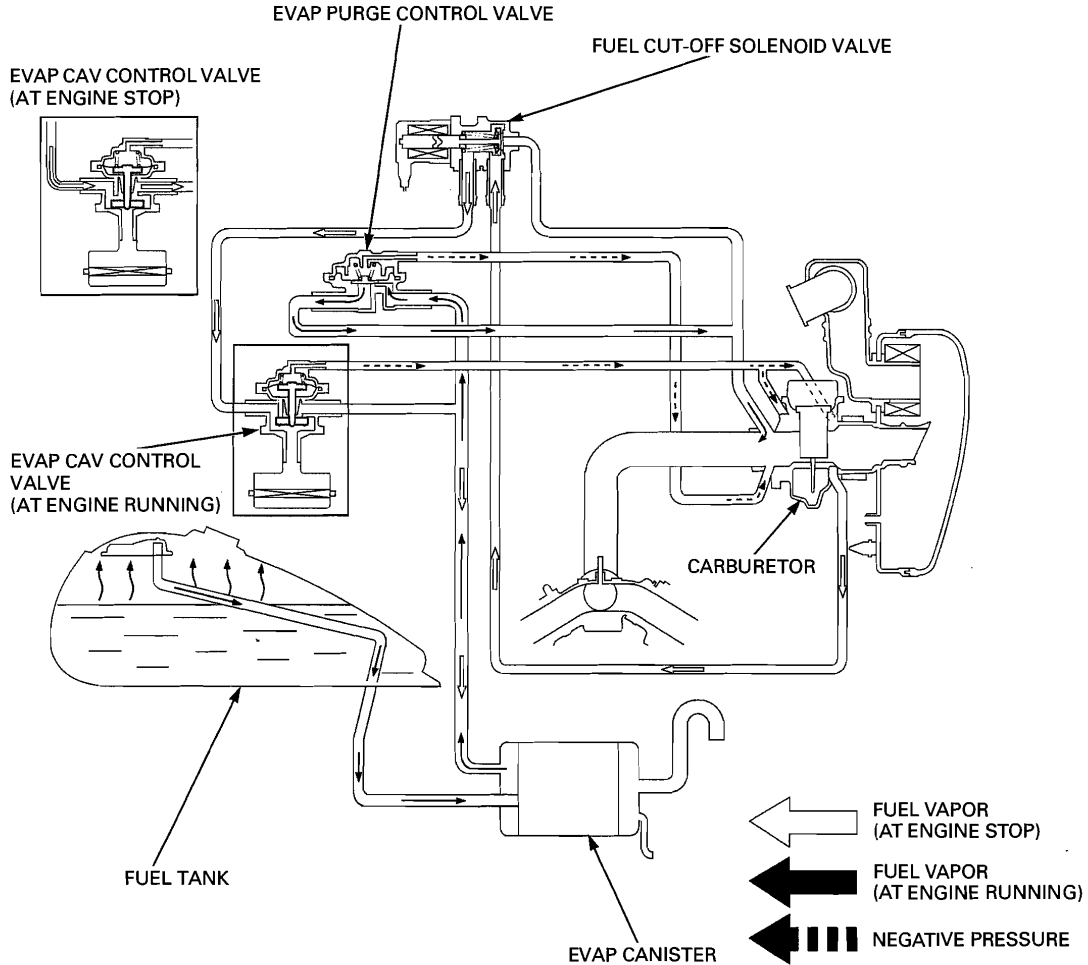 EVAP PURGE CONTROL VALVE
FUEL CUT-OFF SOLENOID VALVE
EVAP CAV CONTROL VALVE
(AT ENGINE STOP)
EVAP CAV CONTROL
VALVE
(AT ENGINE RUNNING)
CARBURETOR
FUEL TANK
EVAP CANISTER
FUEL VAPOR
(AT ENGINE STOP)
FUEL VAPOR
(AT ENGINE RUNNING)
NEGATIVE PRESSURE